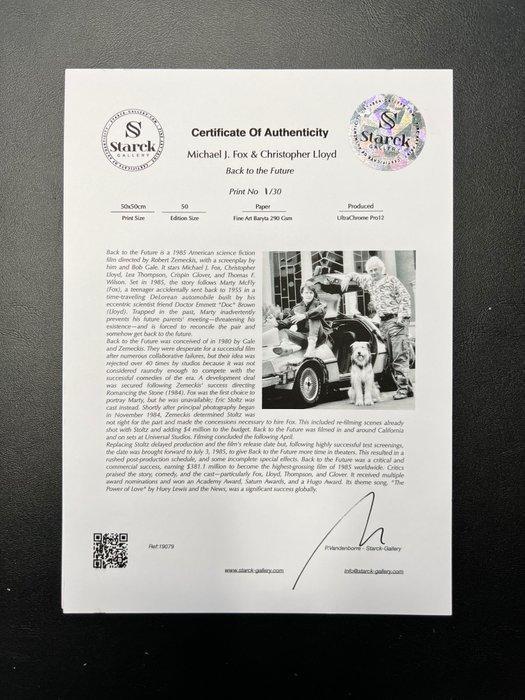 STARCK-GALLERY.COM
Starck
GALLERY
Certificate Of Authenticity
Starck
GALLERY
Michael J. Fox & Christopher Lloyd
Back to the Future
Print No 1/30
50x50cm 50 Paper Produced
Print Size Edition Size Fine Art Baryta 290 Gsm UltraChrome Pro12
Back to the Future is a 1985 American science fiction
film directed by Robert Zemeckis, with a screenplay by
him and Bob Gale. It stars Michael J. Fox, Christopher
Lloyd, Lea Thompson, Crispin Glover, and Thomas F.
Wilson. Set in 1985, the story follows Marty McFly
(Fox), a teenager accidentally sent back to 1955 in a
time-traveling DeLorean automobile built by his
eccentric scientist friend Doctor Emmett "Doc" Brown
(Lloyd). Trapped in the past, Marty inadvertently
prevents his future parents' meeting—threatening his
existence—and is forced to reconcile the pair and
somehow get back to the future.
Back to the Future was conceived of in 1980 by Gale
and Zemeckis. They were desperate for a successful film
after numerous collaborative failures, but their idea was
rejected over 40 times by studios because it was not
considered raunchy enough to compete with the
successful comedies of the era. A development deal
was secured following Zemeckis' success directing
Romancing the Stone (1984). Fox was the first choice to
portray Marty, but he was unavailable; Eric Stoltz was
cast instead. Shortly after principal photography began
in November 1984, Zemeckis determined Stoltz was
not right for the part and made the concessions necessary to hire Fox. This included re-filming scenes already
shot with Stoltz and adding $4 million to the budget. Back to the Future was filmed in and around California
and on sets at Universal Studios. Filming concluded the following April.
Replacing Stoltz delayed production and the film's release date but, following highly successful test screenings,
the date was brought forward to July 3, 1985, to give Back to the Future more time in theaters. This resulted in a
rushed post-production schedule, and some incomplete special effects. Back to the Future was a critical and
commercial success, earning $381.1 million to become the highest-grossing film of 1985 worldwide. Critics
praised the story, comedy, and the cast—particularly Fox, Lloyd, Thompson, and Glover. It received multiple
award nominations and won an Academy Award, Saturn Awards, and a Hugo Award. Its theme song, "The
Power of Love" by Huey Lewis and the News, was a significant success globally.
Ref:19079
P.Vandenborre - Starck-Gallery
www.starck-gallery.com
info@starck-gallery.com